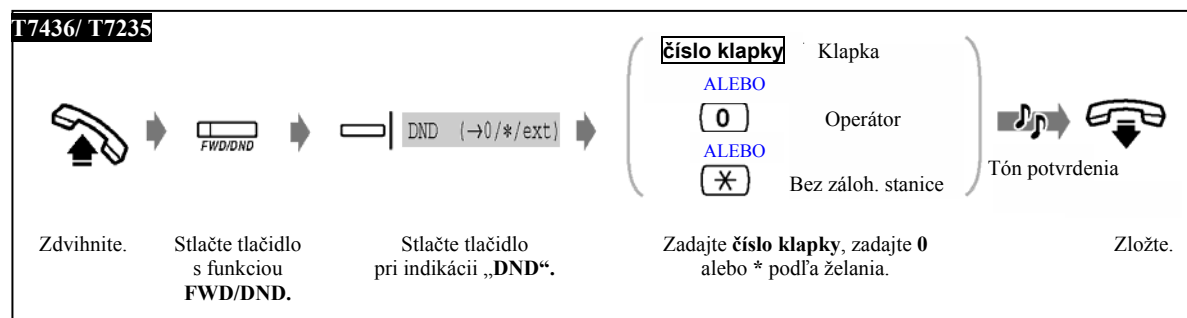 T7436/ T7235
číslo klapky Klapka
ALEBO
0 Operátor
ALEBO
* Bez záloh. stanice
FWD/DND
DND (→0/*/ext)
Tón potvrdenia
Zdvihnite.
Stlačte tlačidlo
s funkciou
FWD/DND.
Stlačte tlačidlo
pri indikácii „DND“.
Zadajte číslo klapky, zadajte 0
alebo * podľa želania.
Zložte.